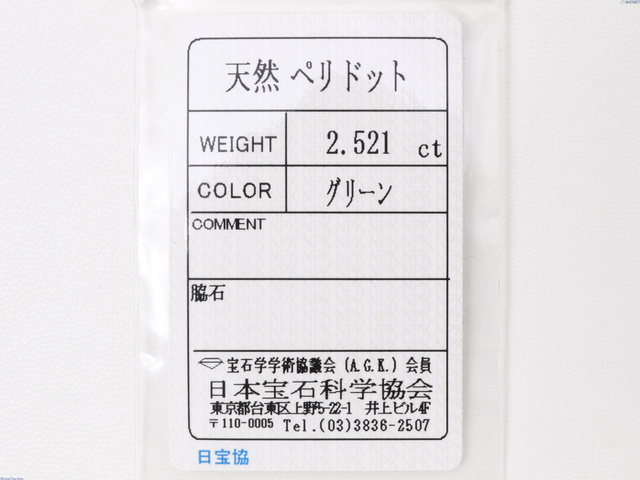 天然 ペリドット
WEIGHT 2.521 ct
COLOR グリーン
COMMENT
脇石
宝石学学術協議会 (A.G.K.) 会員
日本宝石科学協会
東京都台東区上野5-22-1 井上ビル4F
〒110-0005 Tel.(03)3836-2507
日宝協